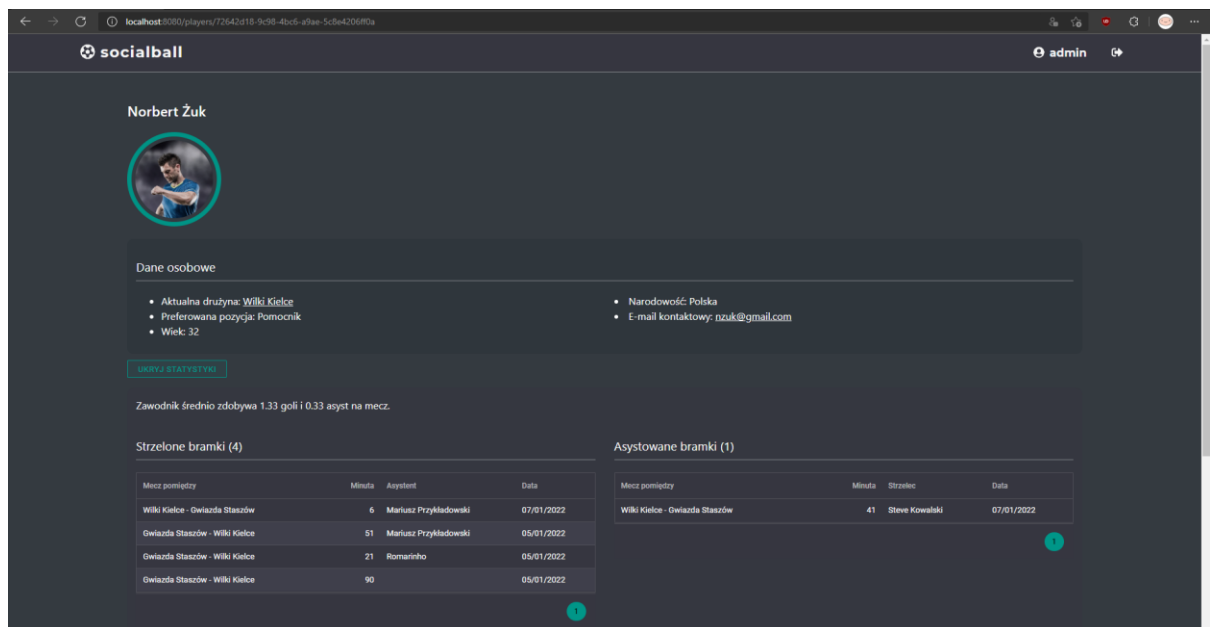 localhost:8080/players/72642d18-9c98-4bc6-a9ae-5c8e4206ff0a
socialball
admin
Norbert Żuk
Dane osobowe
Aktualna drużyna: Wilki Kielce
Preferowana pozycja: Pomocnik
Wiek: 32
Narodowość: Polska
E-mail kontaktowy: nzuk@gmail.com
UKRYJ STATYSTYKI
Zawodnik średnio zdobywa 1.33 goli i 0.33 asyst na mecz.
Strzelone bramki (4)
Mecz pomiędzy Minuta Asystent Data
Wilki Kielce - Gwiazda Staszów 6 Mariusz Przykładowski 07/01/2022
Gwiazda Staszów - Wilki Kielce 51 Mariusz Przykładowski 05/01/2022
Gwiazda Staszów - Wilki Kielce 21 Romarinho 05/01/2022
Gwiazda Staszów - Wilki Kielce 90 05/01/2022
1
Asystowane bramki (1)
Mecz pomiędzy Minuta Strzelec Data
Wilki Kielce - Gwiazda Staszów 41 Steve Kowalski 07/01/2022
1